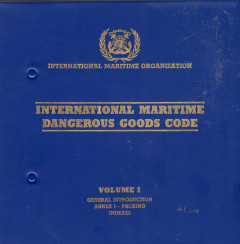 INTERNATIONAL MARITIME ORGANIZATION
INTERNATIONAL MARITIME
DANGEROUS GOODS CODE
VOLUME I
GENERAL INTRODUCTION
ANNEX I - PACKING
INDEXES